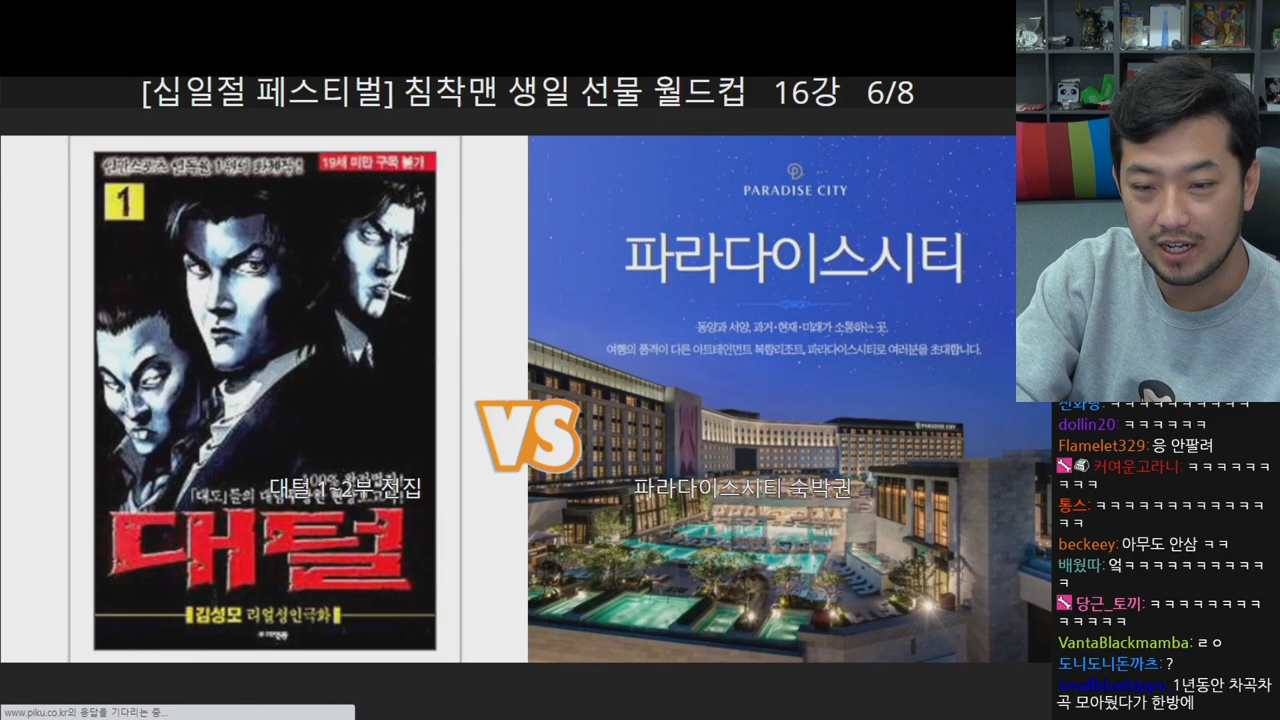 [십일절 페스티벌] 침착맨 생일 선물 월드컵 16강 6/8
19세 미만 구독 불가
1
대털 1~2부 전집
대털
김성모 리얼성인극화
VS
PARADISE CITY
파라다이스시티
동양과 서양, 과거·현재·미래가 소통하는 곳.
여행의 품격이 다른 아트테인먼트 복합리조트, 파라다이스시티로 여러분을 초대합니다.
PARADISE CITY
파라다이스시티 숙박권
dollin20: ㅋㅋㅋㅋㅋㅋ
Flamelet329: 응 안팔려
커여운고라니: ㅋㅋㅋㅋㅋㅋ
ㅋㅋㅋ
통스: ㅋㅋㅋㅋㅋㅋㅋㅋㅋㅋㅋㅋ
ㅋㅋ
beckeey: 아무도 안삼 ㅋㅋ
배웠따: 엌ㅋㅋㅋㅋㅋㅋㅋㅋㅋㅋ
ㅋ
당근_토끼: ㅋㅋㅋㅋㅋㅋㅋㅋ
ㅋㅋㅋㅋㅋ
VantaBlackmamba: ㄹㅇ
도니도니돈까츠: ?
smallbluehippo: 1년동안 차곡차
곡 모아뒀다가 한방에
www.piku.co.kr의 응답을 기다리는 중...